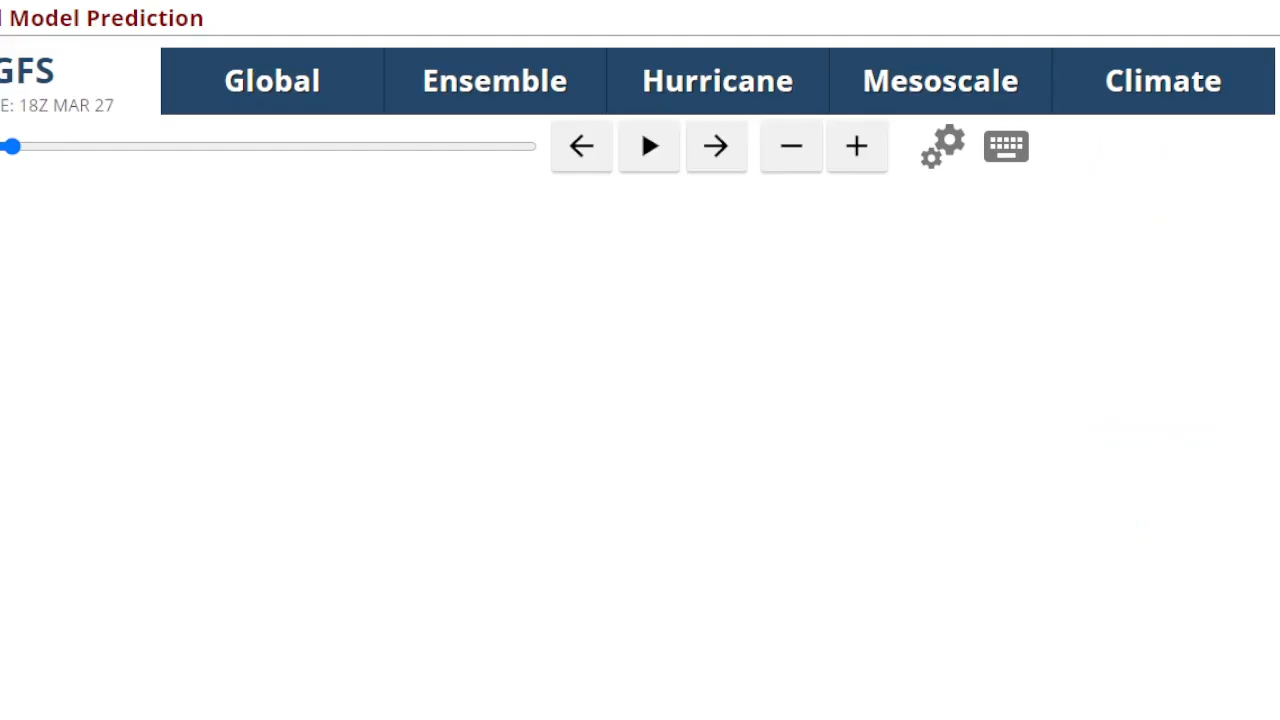 Model Prediction
GFS
E: 18Z MAR 27
Global
Ensemble
Hurricane
Mesoscale
Climate